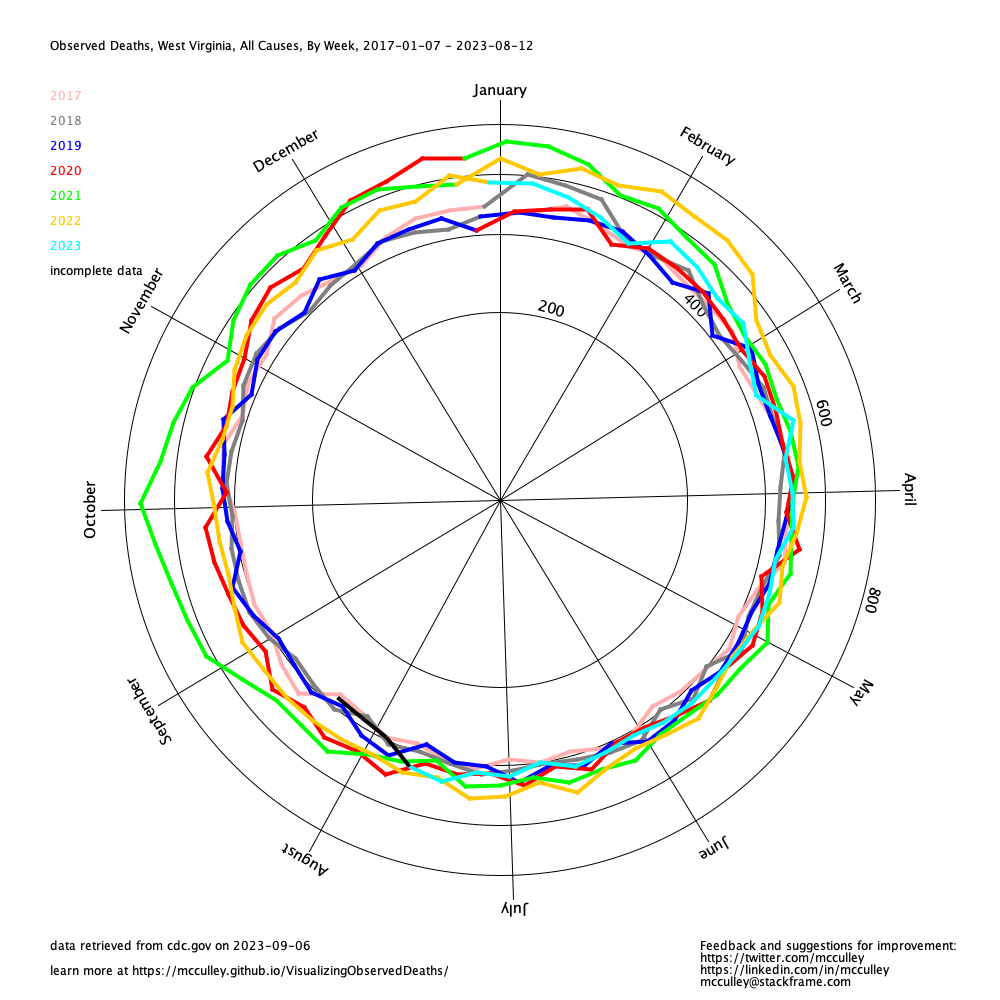 Observed Deaths, West Virginia, All Causes, By Week, 2017-01-07 - 2023-08-12
2017
2018
2019
2020
2021
2022
2023
incomplete data
January
February
March
April
May
June
July
August
September
October
November
December
200
400
600
800
data retrieved from cdc.gov on 2023-09-06
learn more at https://mcculley.github.io/VisualizingObservedDeaths/
Feedback and suggestions for improvement:
https://twitter.com/mcculley
https://linkedin.com/in/mcculley
mcculley@stackframe.com